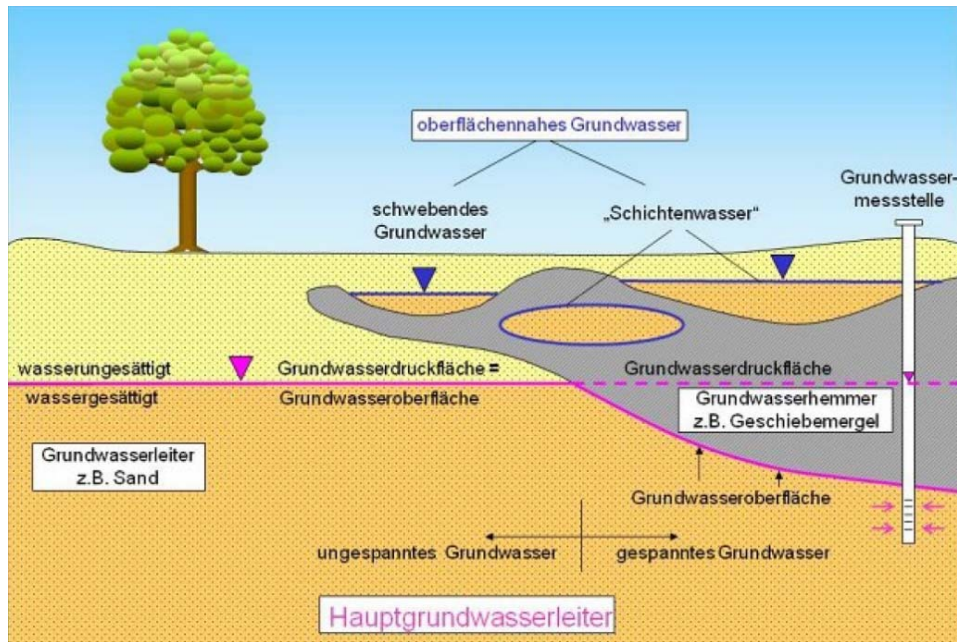 oberflächennahes Grundwasser
Grundwasser-
messstelle
schwebendes
Grundwasser
„Schichtenwasser“
wasserungesättigt
Grundwasserdruckfläche =
Grundwasserdruckfläche
wassergesättigt
Grundwasseroberfläche
Grundwasserhemmer
z.B. Geschiebemergel
Grundwasserleiter
z.B. Sand
Grundwasseroberfläche
ungespanntes Grundwasser
gespanntes Grundwasser
Hauptgrundwasserleiter